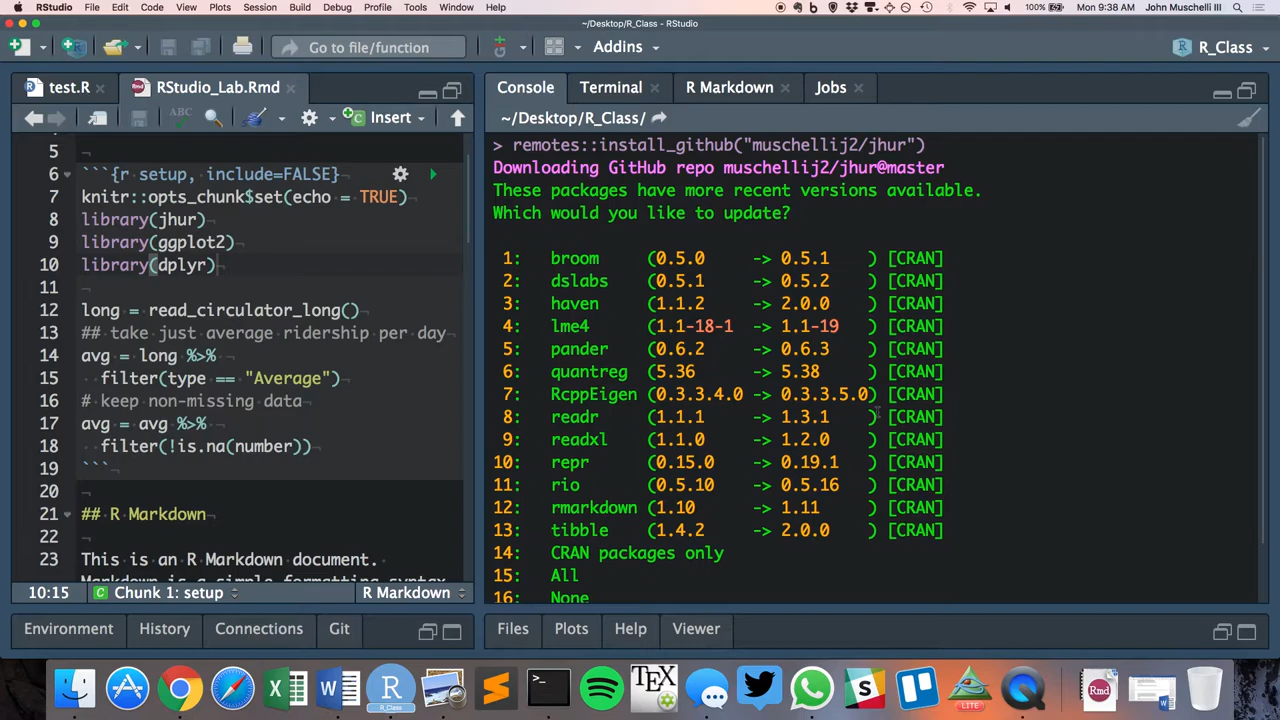 RStudio File Edit Code View Plots Session Build Debug Profile Tools Window Help 100% Mon 9:38 AM John Muschelli III
~/Desktop/R_Class - RStudio
Go to file/function Addins R_Class
test.R RStudio_Lab.Rmd
ABC Insert
5
6 ```{r setup, include=FALSE}
7 knitr::opts_chunk$set(echo = TRUE)
8 library(jhur)
9 library(ggplot2)
10 library(dplyr)
11
12 long = read_circulator_long()
13 ## take just average ridership per day
14 avg = long %>%
15 filter(type == "Average")
16 # keep non-missing data
17 avg = avg %>%
18 filter(!is.na(number))
19 ```
20
21 ## R Markdown
22
23 This is an R Markdown document.
Markdown is a simple formatting syntax
10:15 Chunk 1: setup R Markdown
Environment History Connections Git
Console Terminal R Markdown Jobs
~/Desktop/R_Class/
> remotes::install_github("muschellij2/jhur")
Downloading GitHub repo muschellij2/jhur@master
These packages have more recent versions available.
Which would you like to update?
1: broom (0.5.0 -> 0.5.1 ) [CRAN]
2: dslabs (0.5.1 -> 0.5.2 ) [CRAN]
3: haven (1.1.2 -> 2.0.0 ) [CRAN]
4: lme4 (1.1-18-1 -> 1.1-19 ) [CRAN]
5: pander (0.6.2 -> 0.6.3 ) [CRAN]
6: quantreg (5.36 -> 5.38 ) [CRAN]
7: RcppEigen (0.3.3.4.0 -> 0.3.3.5.0) [CRAN]
8: readr (1.1.1 -> 1.3.1 ) [CRAN]
9: readxl (1.1.0 -> 1.2.0 ) [CRAN]
10: repr (0.15.0 -> 0.19.1 ) [CRAN]
11: rio (0.5.10 -> 0.5.16 ) [CRAN]
12: rmarkdown (1.10 -> 1.11 ) [CRAN]
13: tibble (1.4.2 -> 2.0.0 ) [CRAN]
14: CRAN packages only
15: All
16: None
Files Plots Help Viewer
R_Class TEX LITE Rmd